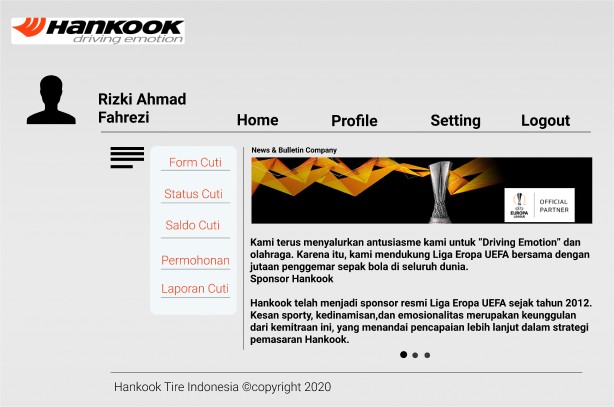 HANKOOK
driving emotion
Rizki Ahmad
Fahrezi
Home
Profile
Setting
Logout
Form Cuti
Status Cuti
Saldo Cuti
Permohonan
Laporan Cuti
News & Bulletin Company
UEFA
EUROPA
LEAGUE
OFFICIAL
PARTNER
Kami terus menyalurkan antusiasme kami untuk “Driving Emotion” dan
olahraga. Karena itu, kami mendukung Liga Eropa UEFA bersama dengan
jutaan penggemar sepak bola di seluruh dunia.
Sponsor Hankook
Hankook telah menjadi sponsor resmi Liga Eropa UEFA sejak tahun 2012.
Kesan sporty, kedinamisan,dan emosionalitas merupakan keunggulan
dari kemitraan ini, yang menandai pencapaian lebih lanjut dalam strategi
pemasaran Hankook.
Hankook Tire Indonesia ©copyright 2020